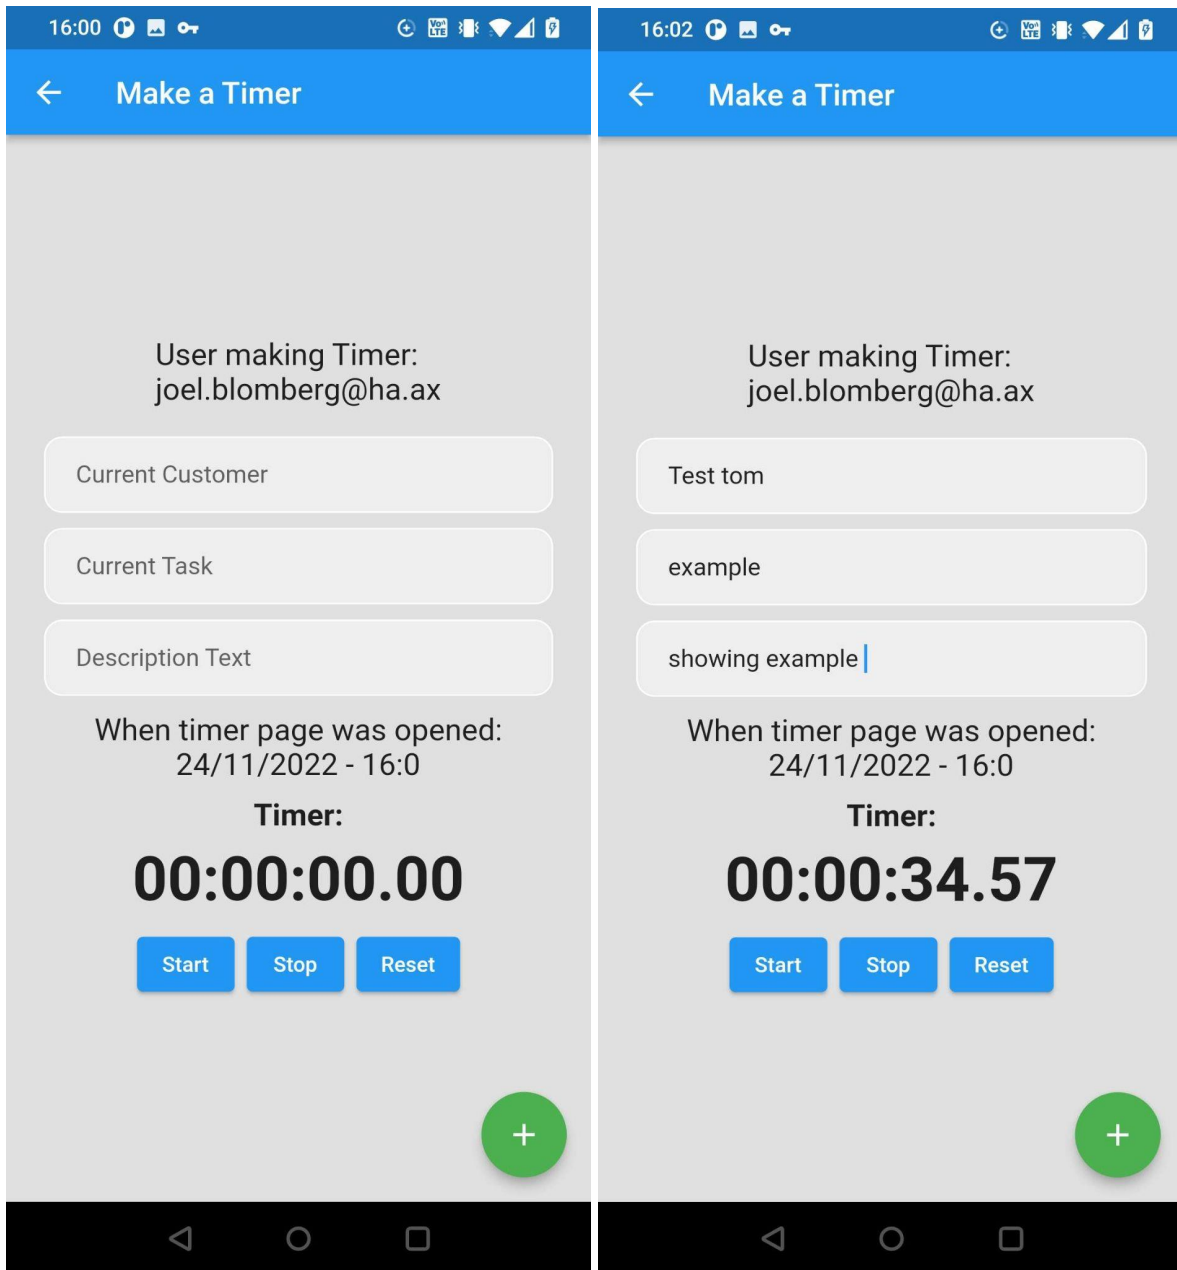 16:00
VoLTE
Make a Timer
User making Timer:
joel.blomberg@ha.ax
Current Customer
Current Task
Description Text
When timer page was opened:
24/11/2022 - 16:0
Timer:
00:00:00.00
Start Stop Reset
16:02
VoLTE
Make a Timer
User making Timer:
joel.blomberg@ha.ax
Test tom
example
showing example
When timer page was opened:
24/11/2022 - 16:0
Timer:
00:00:34.57
Start Stop Reset